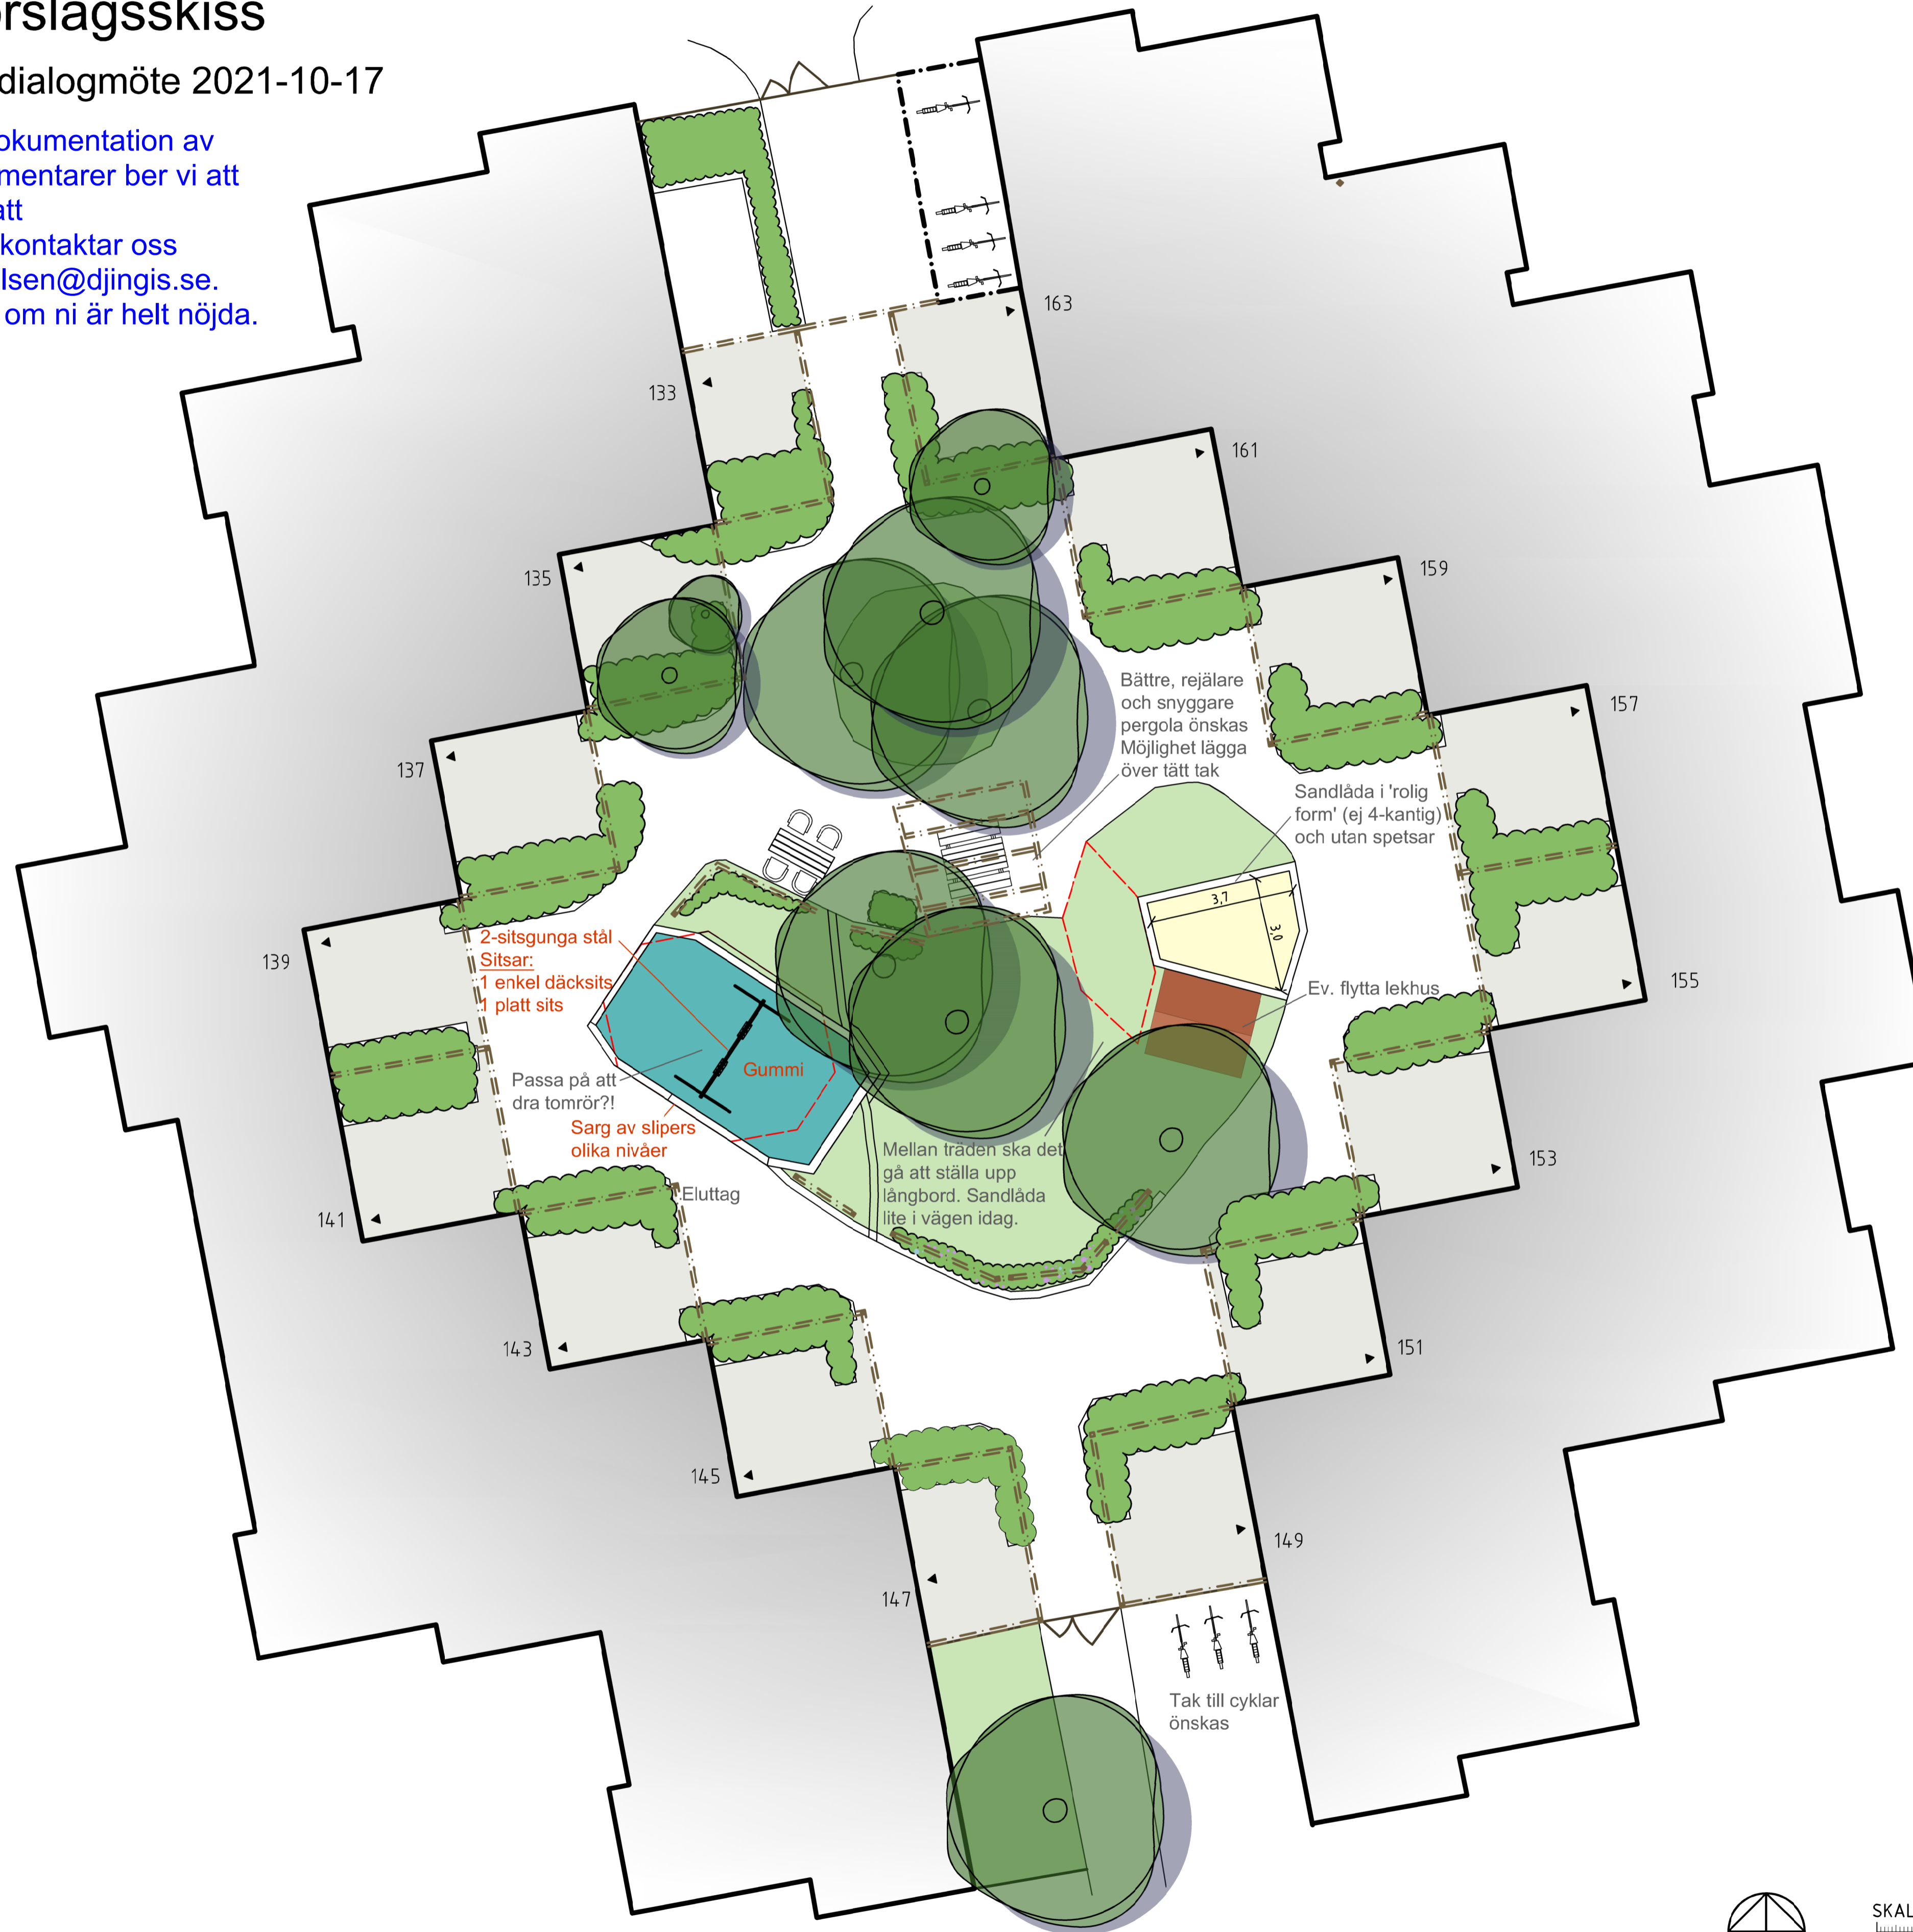 örslagsskiss
dialogmöte 2021-10-17
okumentation av
mentarer ber vi att
att
kontaktar oss
lsen@djingis.se.
om ni är helt nöjda.
163
133
161
135
159
Bättre, rejälare
och snyggare
pergola önskas
Möjlighet lägga
över tätt tak
157
137
Sandlåda i 'rolig
form' (ej 4-kantig)
och utan spetsar
3,7
3,0
139
2-sitsgunga stål
Sitsar:
1 enkel däcksits
1 platt sits
155
Ev. flytta lekhus
Gummi
Passa på att
dra tomrör?!
Sarg av slipers
olika nivåer
Mellan träden ska det
gå att ställa upp
långbord. Sandlåda
lite i vägen idag.
153
Eluttag
141
143
151
145
149
147
Tak till cyklar
önskas
SKAL